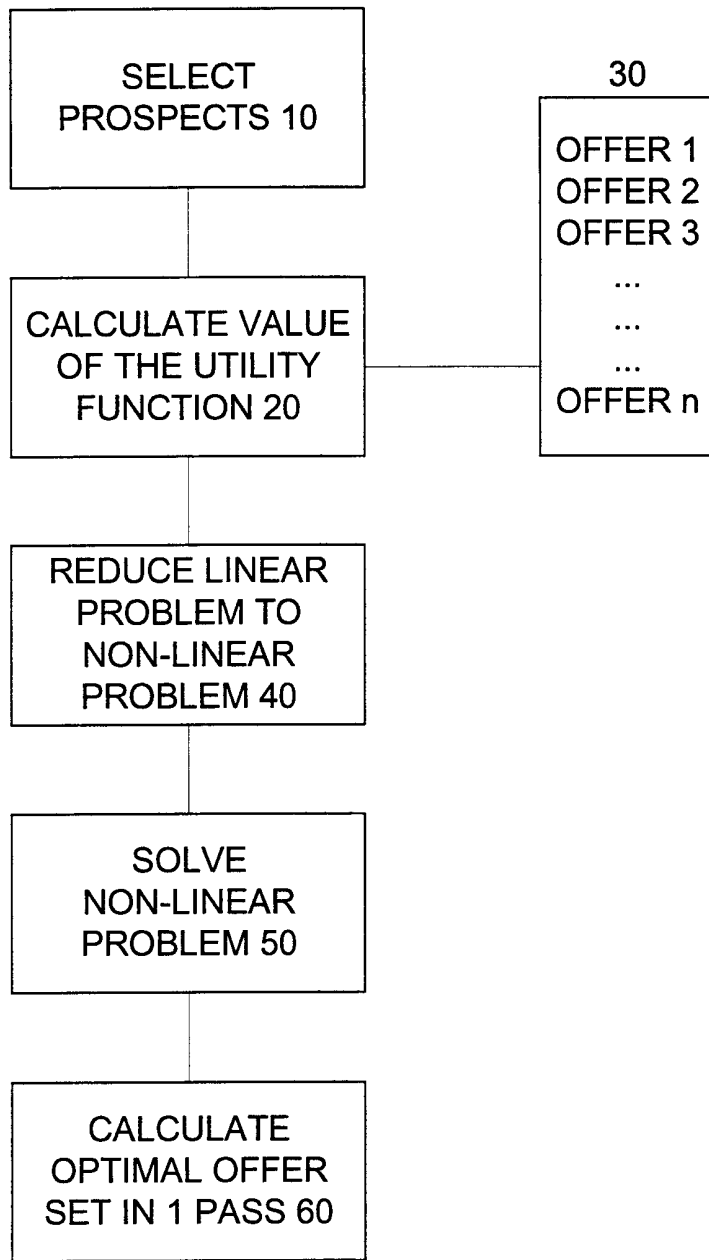 SELECT
PROSPECTS 10
30
OFFER 1
OFFER 2
OFFER 3
...
...
...
OFFER n
CALCULATE VALUE
OF THE UTILITY
FUNCTION 20
REDUCE LINEAR
PROBLEM TO
NON-LINEAR
PROBLEM 40
SOLVE
NON-LINEAR
PROBLEM 50
CALCULATE
OPTIMAL OFFER
SET IN 1 PASS 60